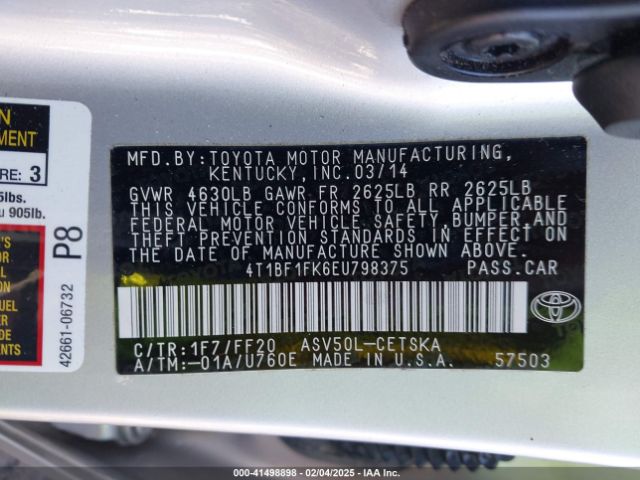 N
EMENT
RE: 3
5lbs.
u 905lb.
P8
42661-06732
MFD.BY:TOYOTA MOTOR MANUFACTURING,
KENTUCKY,INC.03/14
GVWR 4630LB GAWR FR 2625LB RR 2625LB
THIS VEHICLE CONFORMS TO ALL APPLICABLE
FEDERAL MOTOR VEHICLE SAFETY, BUMPER AND
THEFT PREVENTION STANDARDS IN EFFECT ON
THE DATE OF MANUFACTURE SHOWN ABOVE.
4T1BF1FK6EU798375 PASS.CAR
C/TR:1F7/FF20 ASV50L-CETSKA
A/TM:-01A/U760E MADE IN U.S.A. 57503
000-41498898 - 02/04/2025 - IAA Inc.